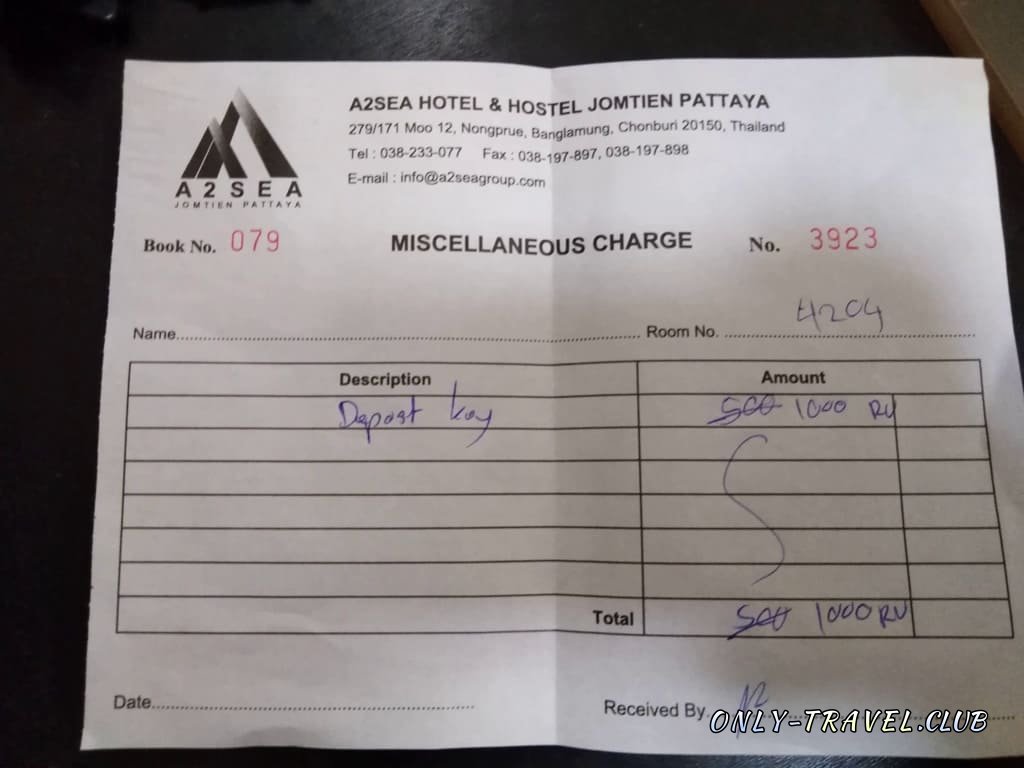 A2SEA
JOMTIEN PATTAYA
A2SEA HOTEL & HOSTEL JOMTIEN PATTAYA
279/171 Moo 12, Nongprue, Banglamung, Chonburi 20150, Thailand
Tel : 038-233-077 Fax : 038-197-897, 038-197-898
E-mail : info@a2seagroup.com
Book No. 079 MISCELLANEOUS CHARGE No. 3923
Name Room No. 4204
Description Amount
Deposit key 500 1000 RU
Total 500 1000 RU
Date
Received By
ONLY-TRAVEL.CLUB